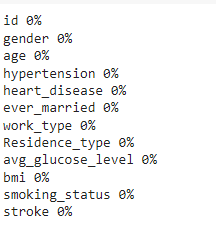 id 0%
gender 0%
age 0%
hypertension 0%
heart_disease 0%
ever_married 0%
work_type 0%
Residence_type 0%
avg_glucose_level 0%
bmi 0%
smoking_status 0%
stroke 0%